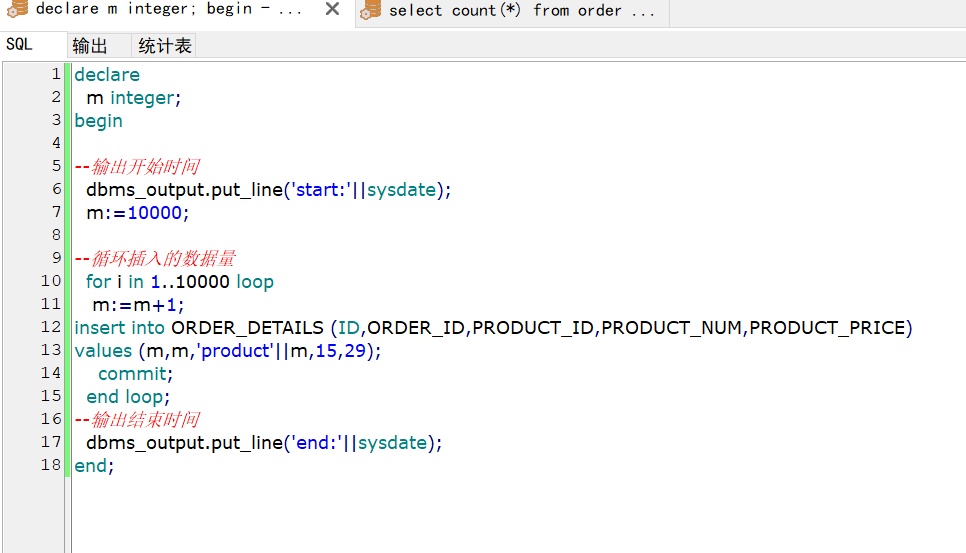 declare m integer; begin - ...
select count(*) from order ...
SQL 输出 统计表
1 declare
2 m integer;
3 begin
4
5 --输出开始时间
6 dbms_output.put_line('start:'||sysdate);
7 m:=10000;
8
9 --循环插入的数据量
10 for i in 1..10000 loop
11 m:=m+1;
12 insert into ORDER_DETAILS (ID,ORDER_ID,PRODUCT_ID,PRODUCT_NUM,PRODUCT_PRICE)
13 values (m,m,'product'||m,15,29);
14 commit;
15 end loop;
16 --输出结束时间
17 dbms_output.put_line('end:'||sysdate);
18 end;